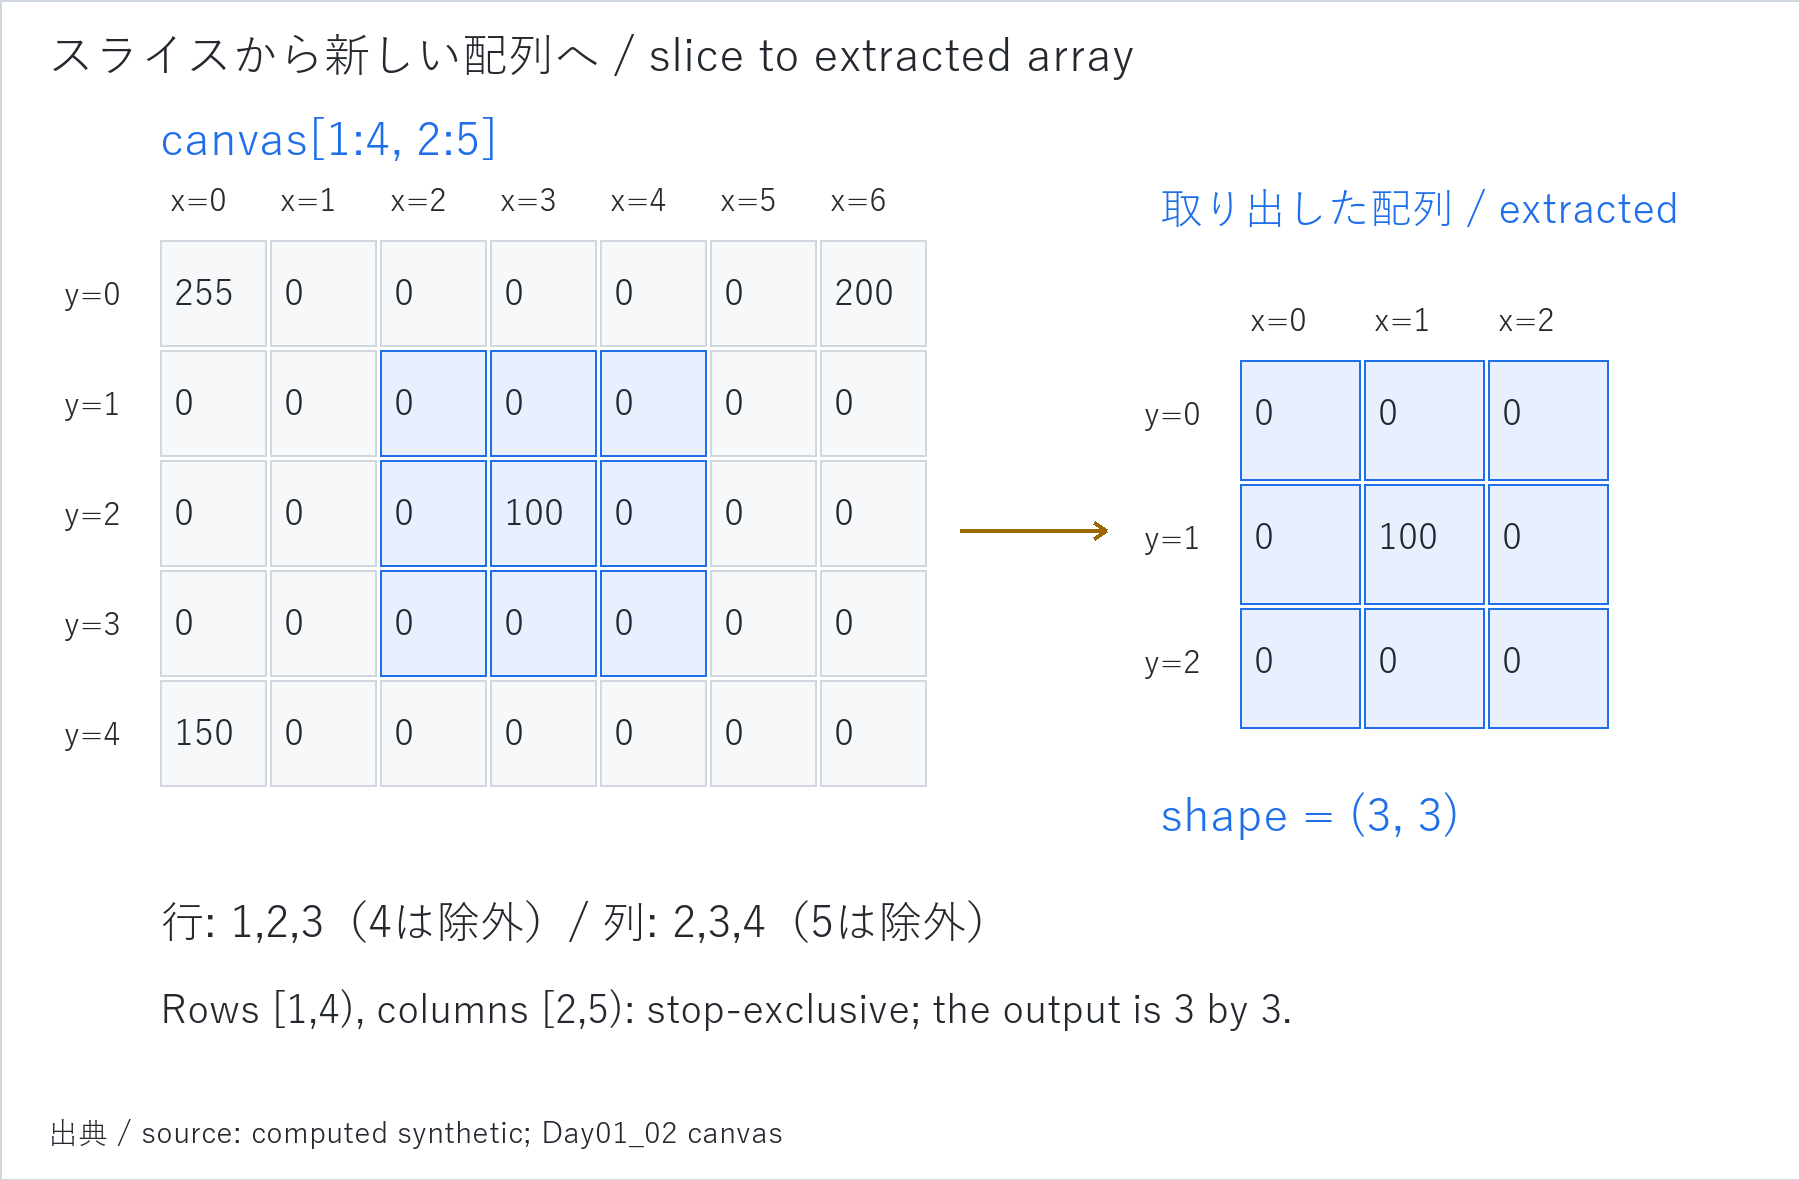 スライスから新しい配列へ / slice to extracted array
canvas[1:4, 2:5]
x=0 x=1 x=2 x=3 x=4 x=5 x=6
y=0 255 0 0 0 0 0 200
y=1 0 0 0 0 0 0 0
y=2 0 0 0 100 0 0 0
y=3 0 0 0 0 0 0 0
y=4 150 0 0 0 0 0 0
取り出した配列 / extracted
x=0 x=1 x=2
y=0 0 0 0
y=1 0 100 0
y=2 0 0 0
shape = (3, 3)
行: 1,2,3（4は除外）/ 列: 2,3,4（5は除外）
Rows [1,4), columns [2,5): stop-exclusive; the output is 3 by 3.
出典 / source: computed synthetic; Day01_02 canvas